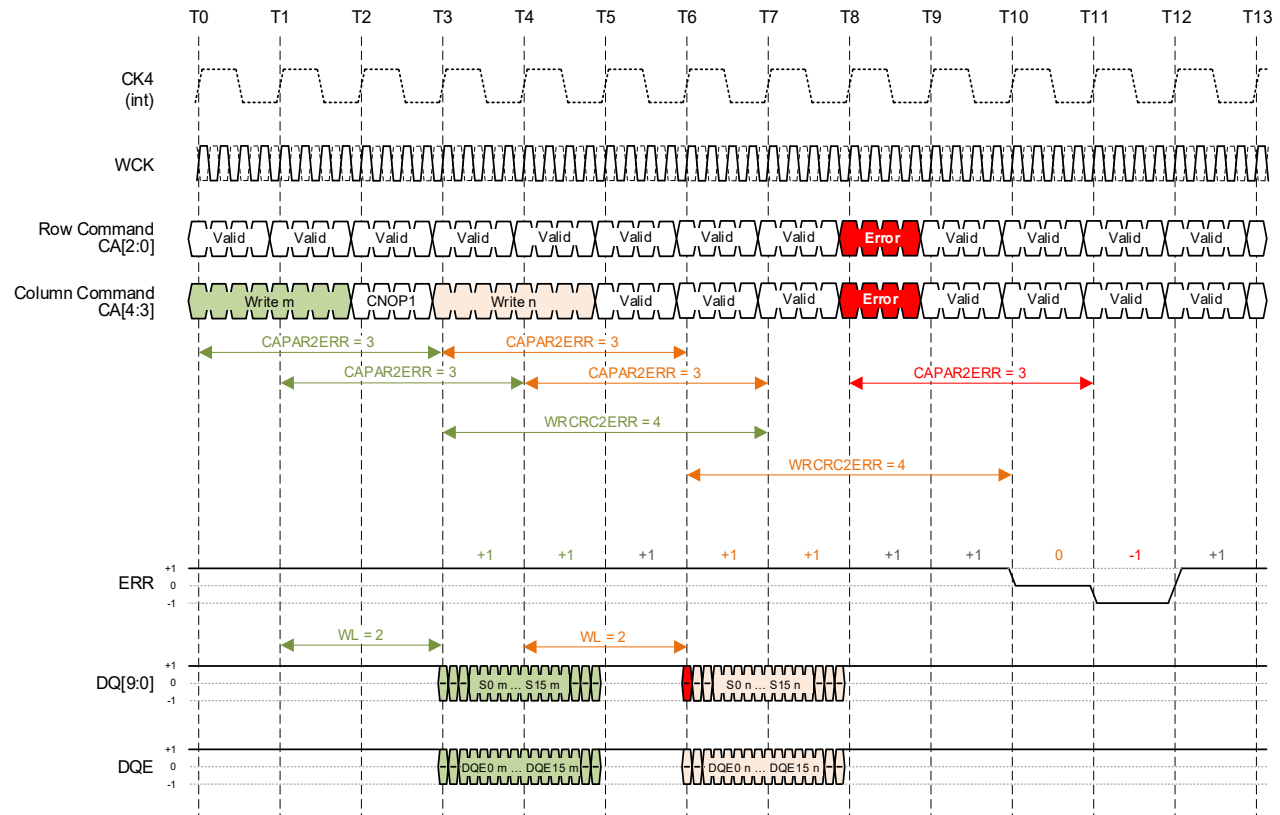 T0 T1 T2 T3 T4 T5 T6 T7 T8 T9 T10 T11 T12 T13
CK4
(int)
WCK
Row Command
CA[2:0]
Valid Valid Valid Valid Valid Valid Valid Valid Error Valid Valid Valid Valid
Column Command
CA[4:3]
Write m CNOP1 Write n Valid Valid Valid Error Valid Valid Valid Valid
CAPAR2ERR = 3 CAPAR2ERR = 3
CAPAR2ERR = 3 CAPAR2ERR = 3 CAPAR2ERR = 3
WRCRC2ERR = 4
WRCRC2ERR = 4
+1 +1 +1 +1 +1 +1 +1 0 -1 +1
ERR
+1
0
-1
WL = 2 WL = 2
DQ[9:0]
+1
0
-1
S0 m ... S15 m S0 n ... S15 n
DQE
+1
0
-1
DQE0 m ... DQE15 m DQE0 n ... DQE15 n